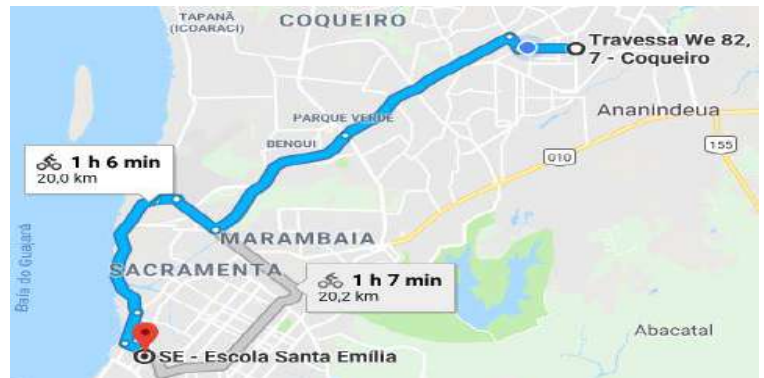 TAPANÃ
(ICOARACI)
COQUEIRO
Travessa We 82,
7 - Coqueiro
Ananindeua
PARQUE VERDE
BENGUI
010
155
1 h 6 min
20,0 km
MARAMBAIA
SACRAMENTA
1 h 7 min
20,2 km
Baía do Guajará
Abacatal
SE - Escola Santa Emília